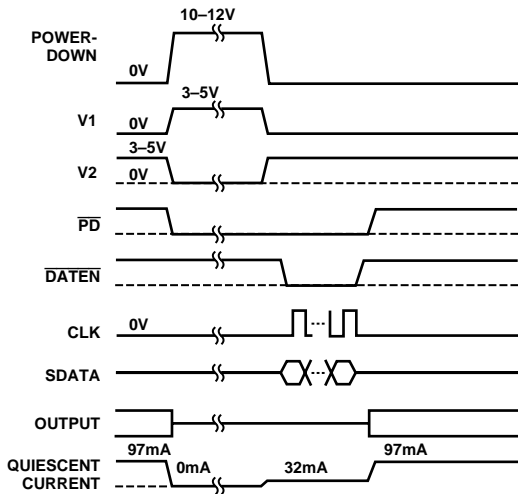 10–12V
POWER-
DOWN
0V
3–5V
V1
0V
3–5V
V2
0V
PD
DATEN
CLK
0V
SDATA
OUTPUT
97mA
97mA
QUIESCENT
CURRENT
0mA
32mA